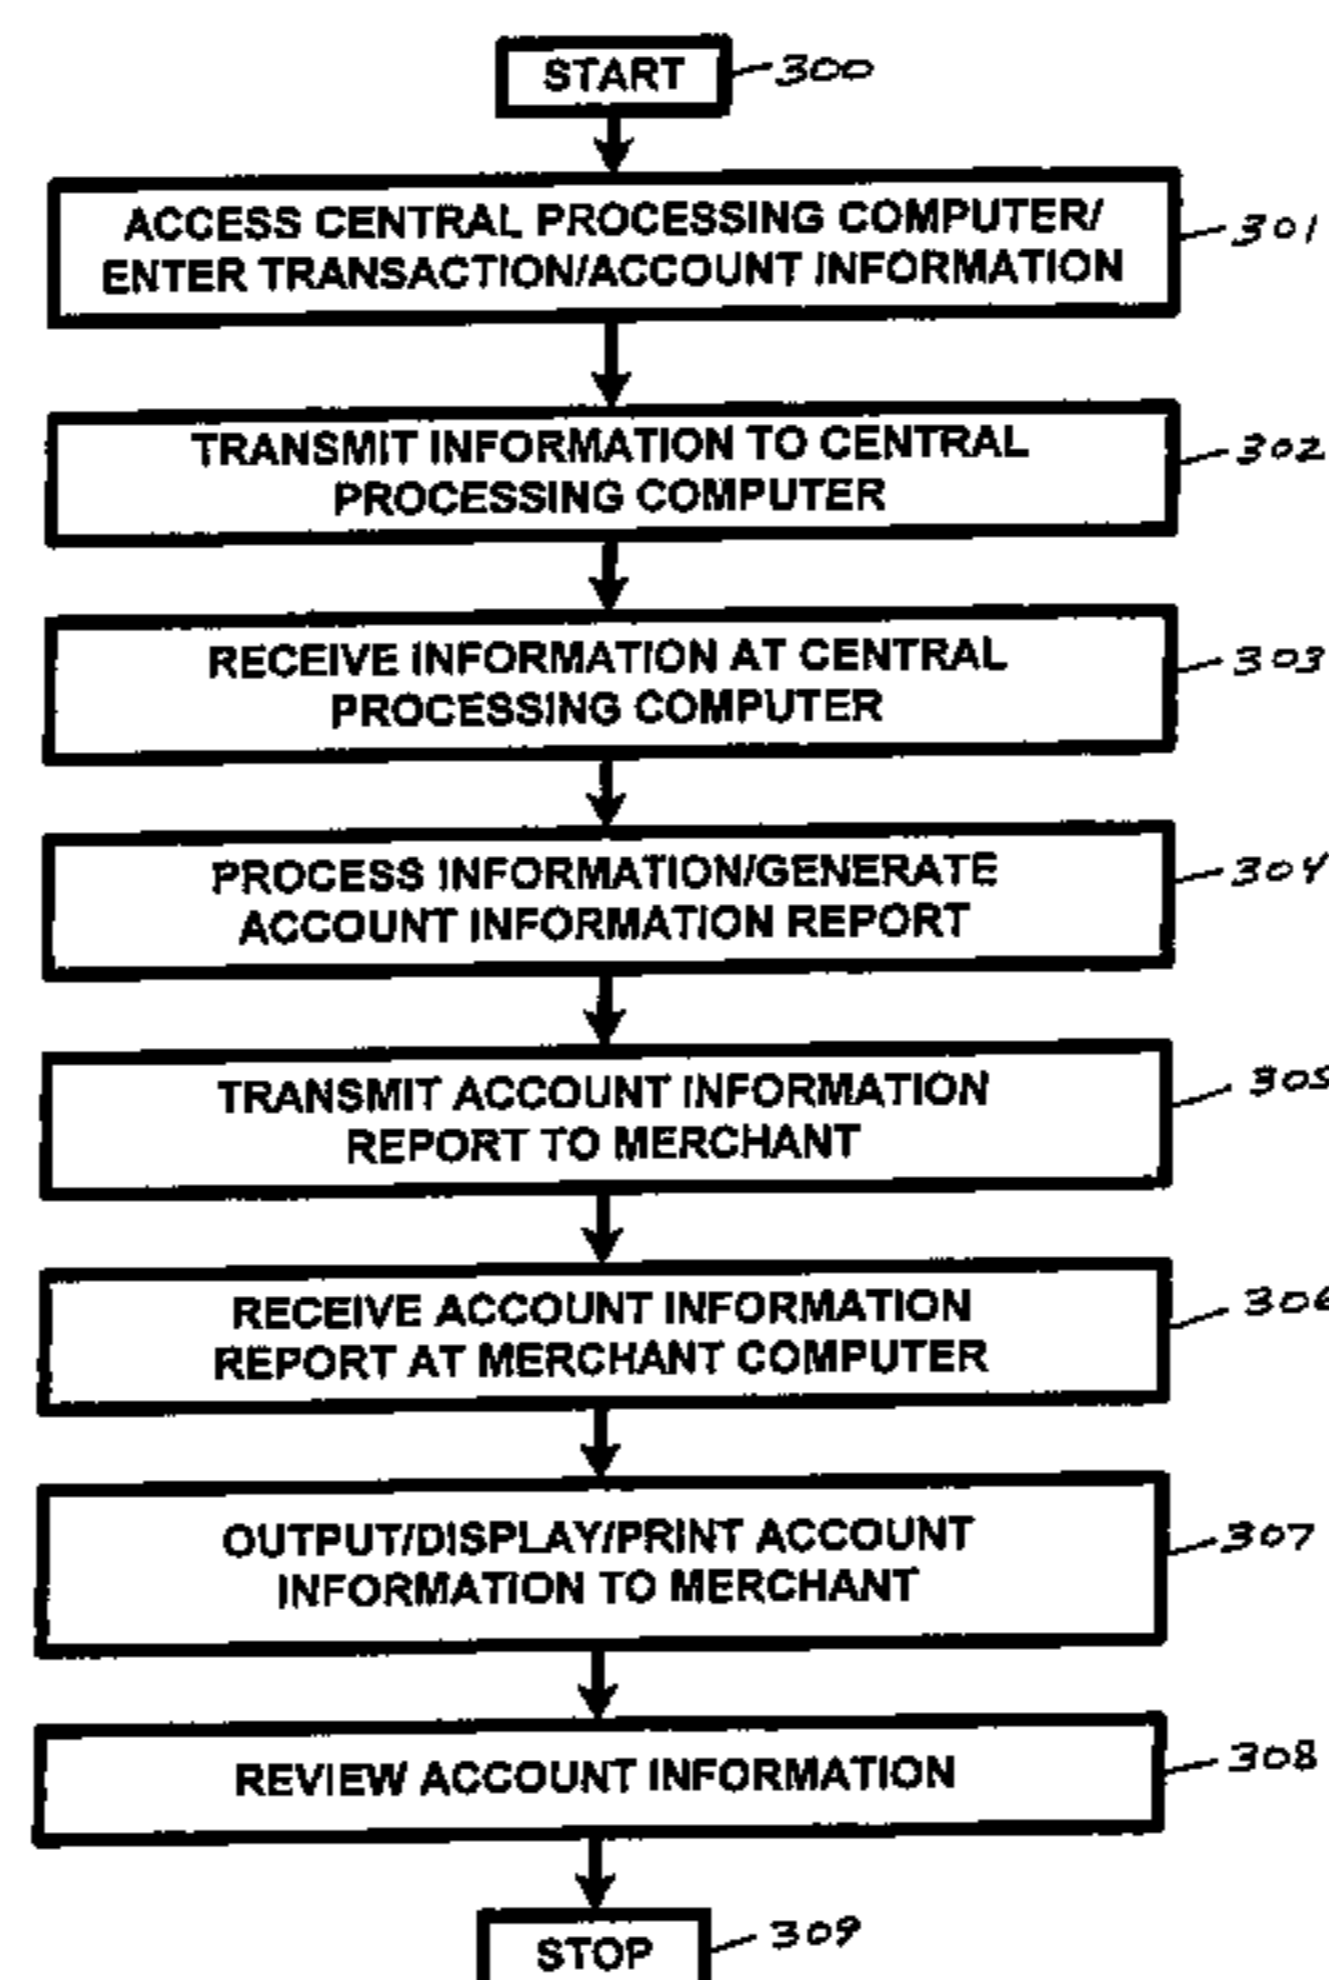 START
300
ACCESS CENTRAL PROCESSING COMPUTER/
ENTER TRANSACTION/ACCOUNT INFORMATION
301
TRANSMIT INFORMATION TO CENTRAL
PROCESSING COMPUTER
302
RECEIVE INFORMATION AT CENTRAL
PROCESSING COMPUTER
303
PROCESS INFORMATION/GENERATE
ACCOUNT INFORMATION REPORT
304
TRANSMIT ACCOUNT INFORMATION
REPORT TO MERCHANT
305
RECEIVE ACCOUNT INFORMATION
REPORT AT MERCHANT COMPUTER
306
OUTPUT/DISPLAY/PRINT ACCOUNT
INFORMATION TO MERCHANT
307
REVIEW ACCOUNT INFORMATION
308
STOP
309